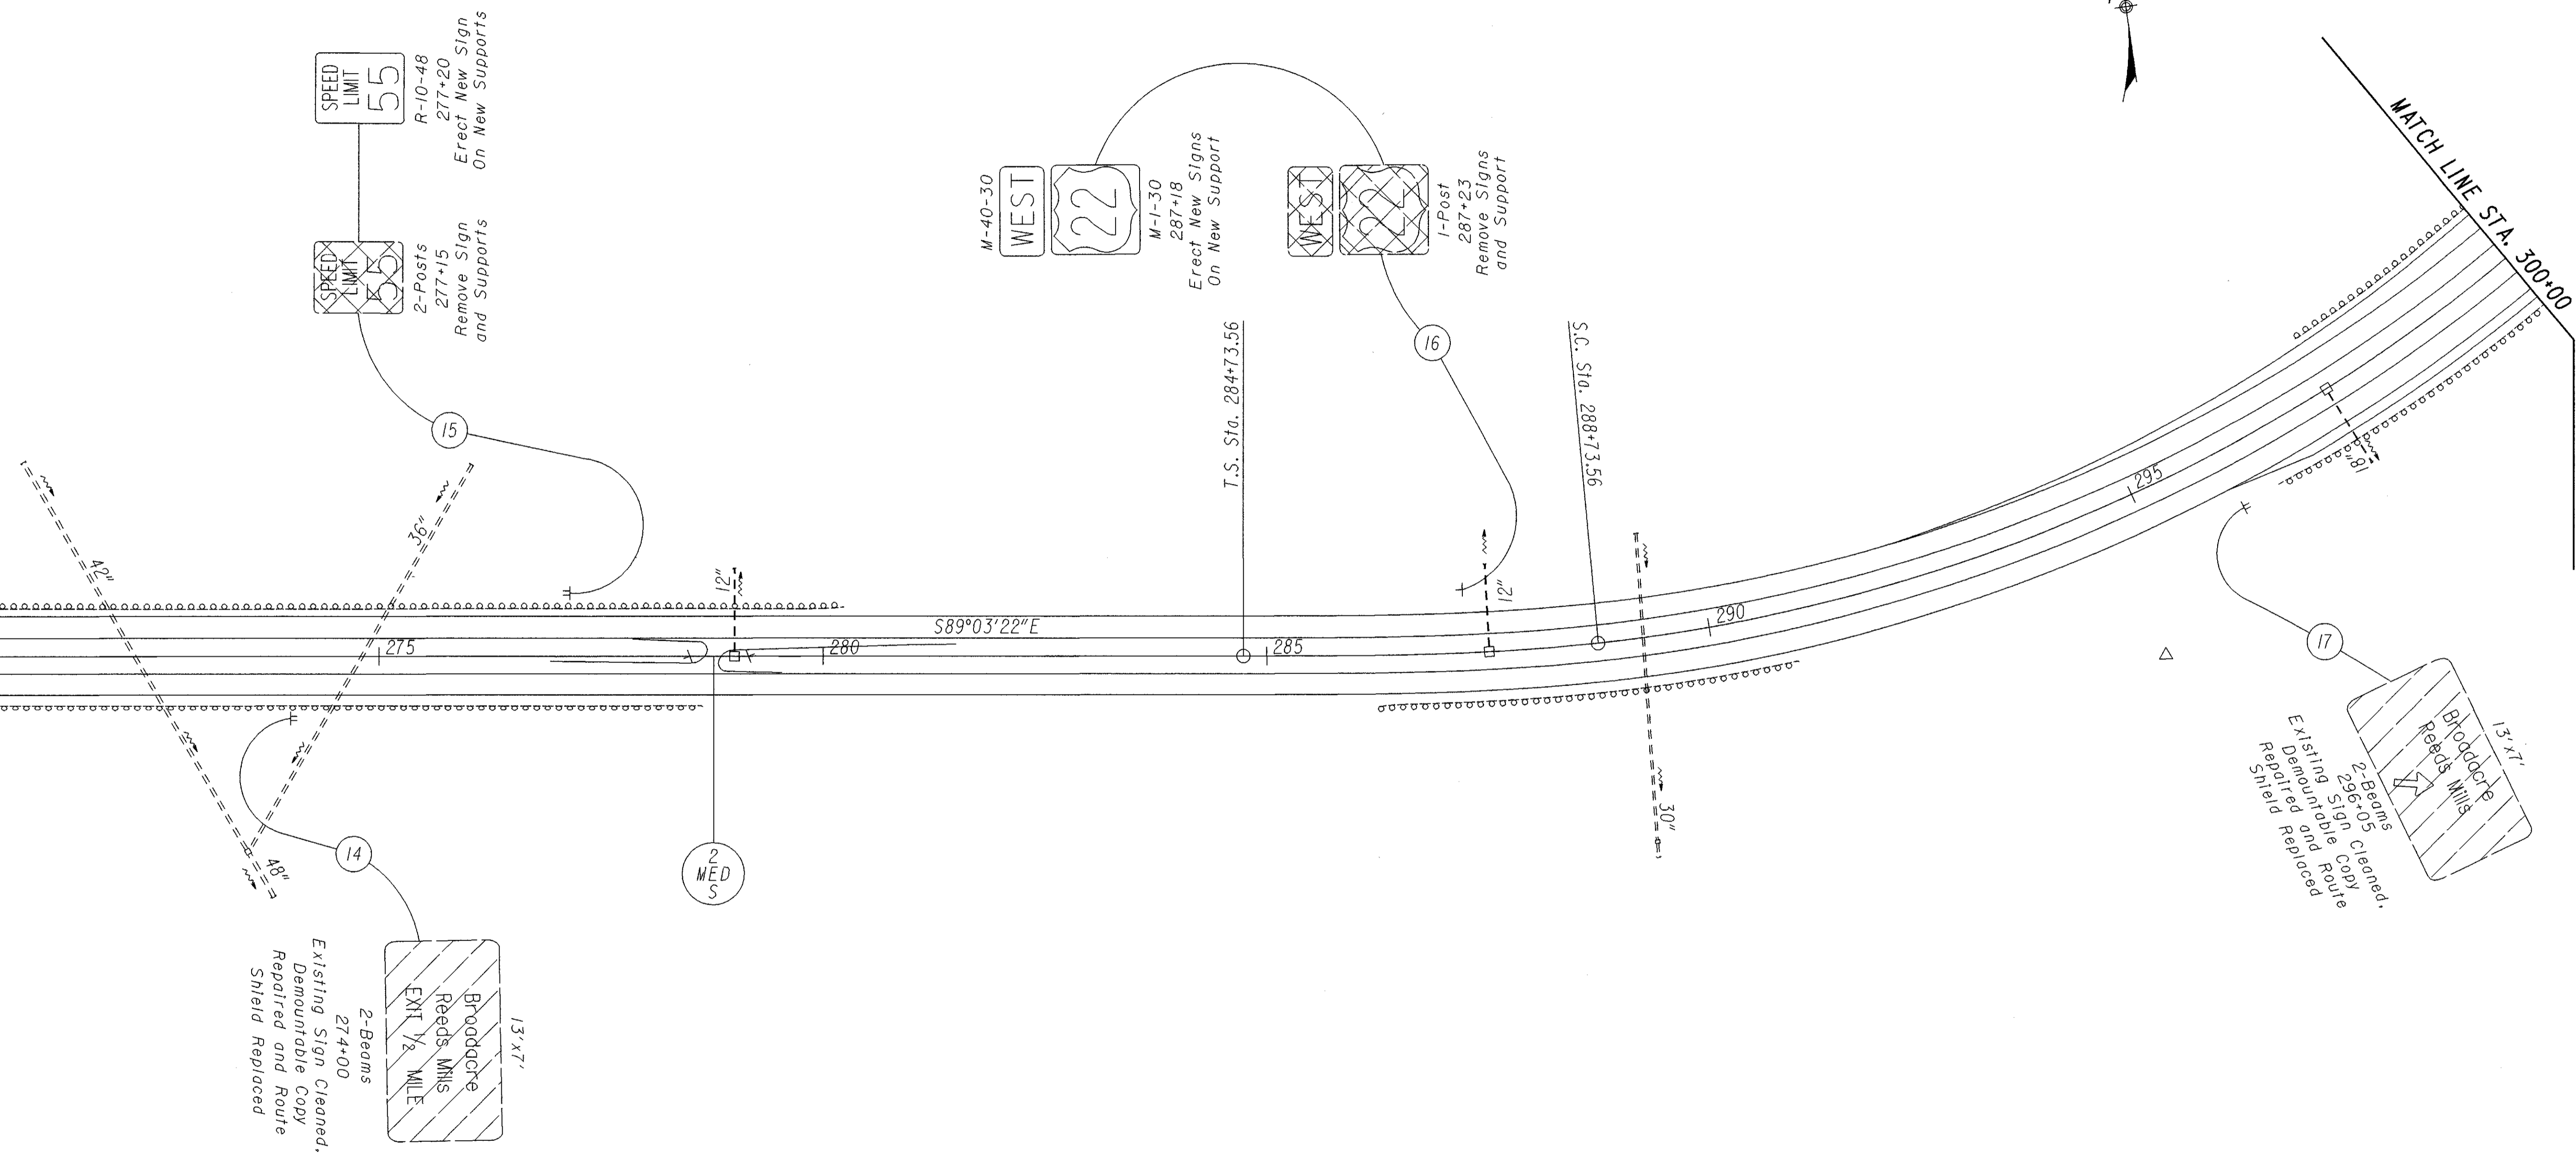 SPEED
LIMIT
55
R-10-48
277+20
Erect New Sign
On New Supports
SPEED
LIMIT
55
2-Posts
277+15
Remove Sign
and Supports
15
M-40-30
WEST
22
M-1-30
287+18
Erect New Signs
On New Support
WEST
22
1-Post
287+23
Remove Signs
and Support
16
T.S. Sta. 284+73.56
S.C. Sta. 288+73.56
MATCH LINE STA. 300+00
42"
36"
12"
12"
18"
S89°03'22"E
275
280
285
290
295
48"
30"
14
2
MED
S
17
13'x7'
Broadacre
Reeds Mills
EXIT 1/2 MILE
2-Beams
274+00
Existing Sign Cleaned,
Demountable Copy
Repaired and Route
Shield Replaced
13'x7'
Broadacre
Reeds Mills
2-Beams
296+05
Existing Sign Cleaned,
Demountable Copy
Repaired and Route
Shield Replaced